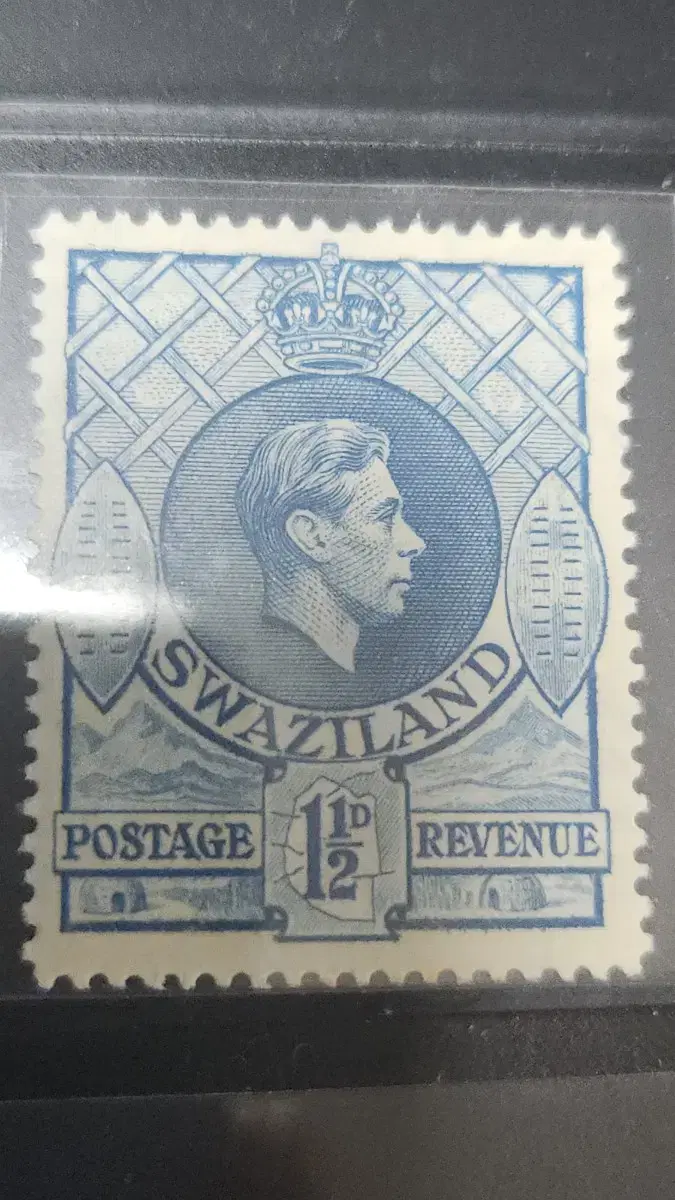 SWAZILAND
1½D
POSTAGE
REVENUE